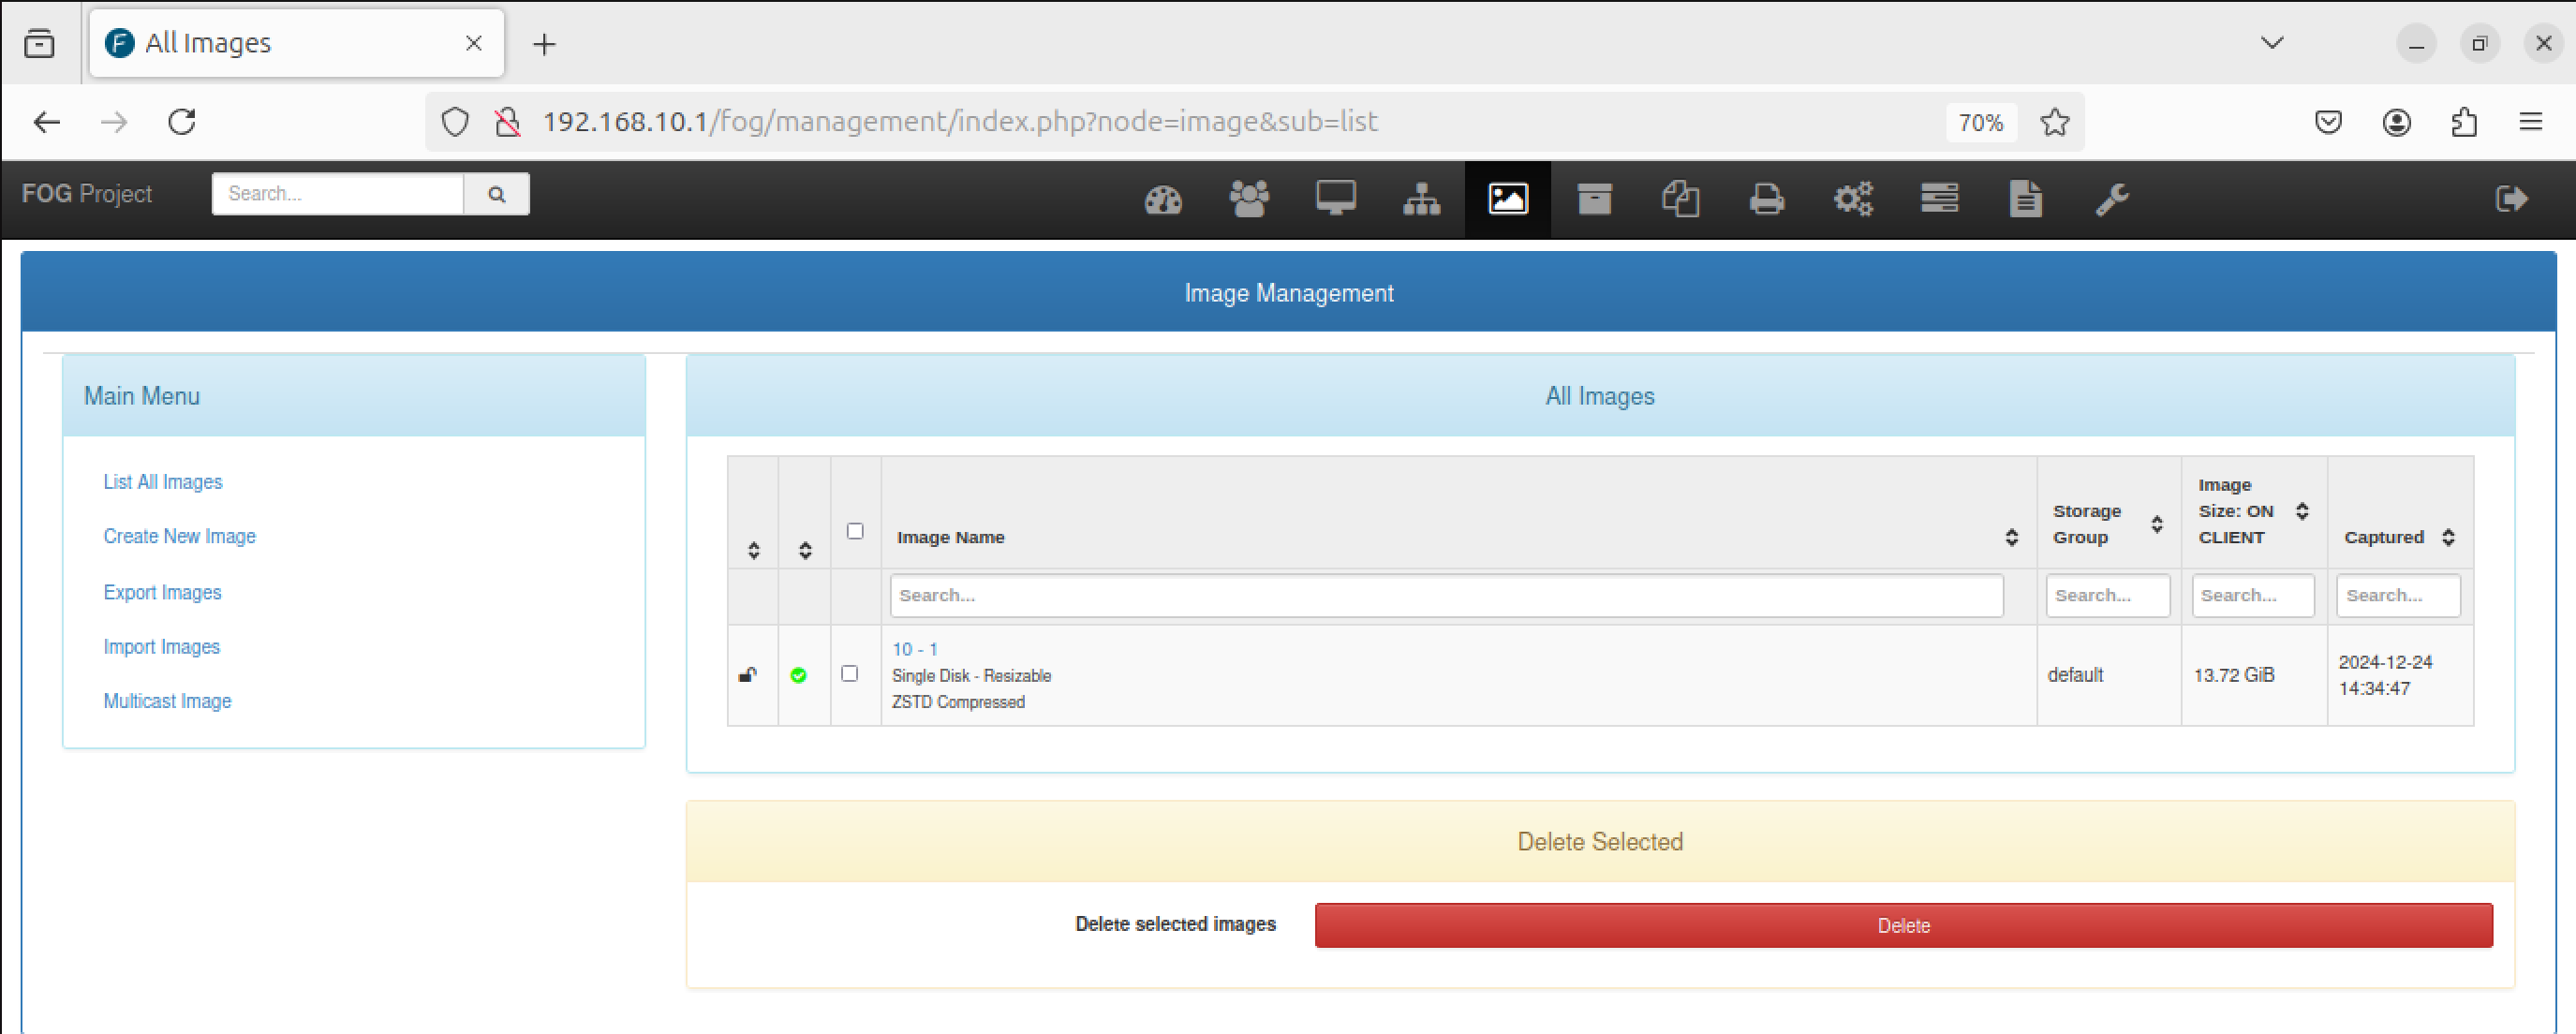 All Images
192.168.10.1/fog/management/index.php?node=image&sub=list
70%
FOG Project
Search...
Image Management
Main Menu
List All Images
Create New Image
Export Images
Import Images
Multicast Image
All Images
Image Name
Storage Group
Image Size: ON CLIENT
Captured
Search...
Search...
Search...
Search...
10 - 1
Single Disk - Resizable
ZSTD Compressed
default
13.72 GiB
2024-12-24
14:34:47
Delete Selected
Delete selected images
Delete